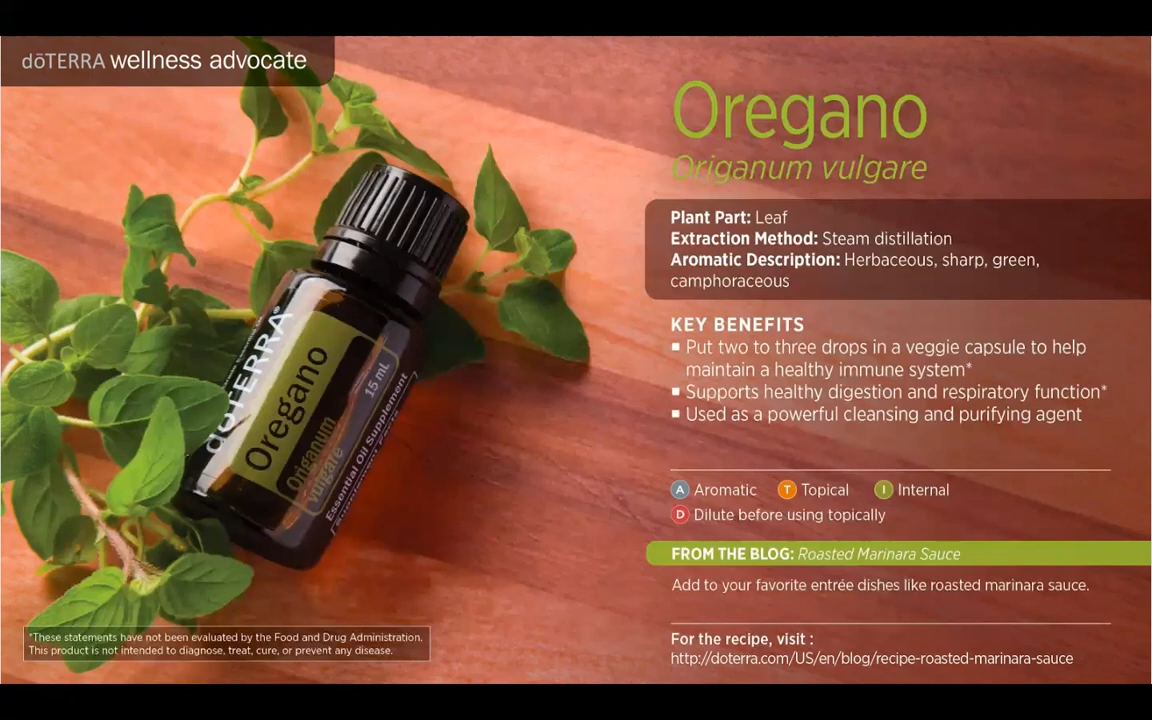 dōTERRA wellness advocate
Oregano
Origanum vulgare
Plant Part: Leaf
Extraction Method: Steam distillation
Aromatic Description: Herbaceous, sharp, green,
camphoraceous
KEY BENEFITS
▪ Put two to three drops in a veggie capsule to help
maintain a healthy immune system*
▪ Supports healthy digestion and respiratory function*
▪ Used as a powerful cleansing and purifying agent
A Aromatic T Topical I Internal
D Dilute before using topically
FROM THE BLOG: Roasted Marinara Sauce
Add to your favorite entrée dishes like roasted marinara sauce.
For the recipe, visit :
http://doterra.com/US/en/blog/recipe-roasted-marinara-sauce
dōTERRA®
Oregano
Origanum
vulgare
15 mL
Essential Oil Supplement
*These statements have not been evaluated by the Food and Drug Administration.
This product is not intended to diagnose, treat, cure, or prevent any disease.